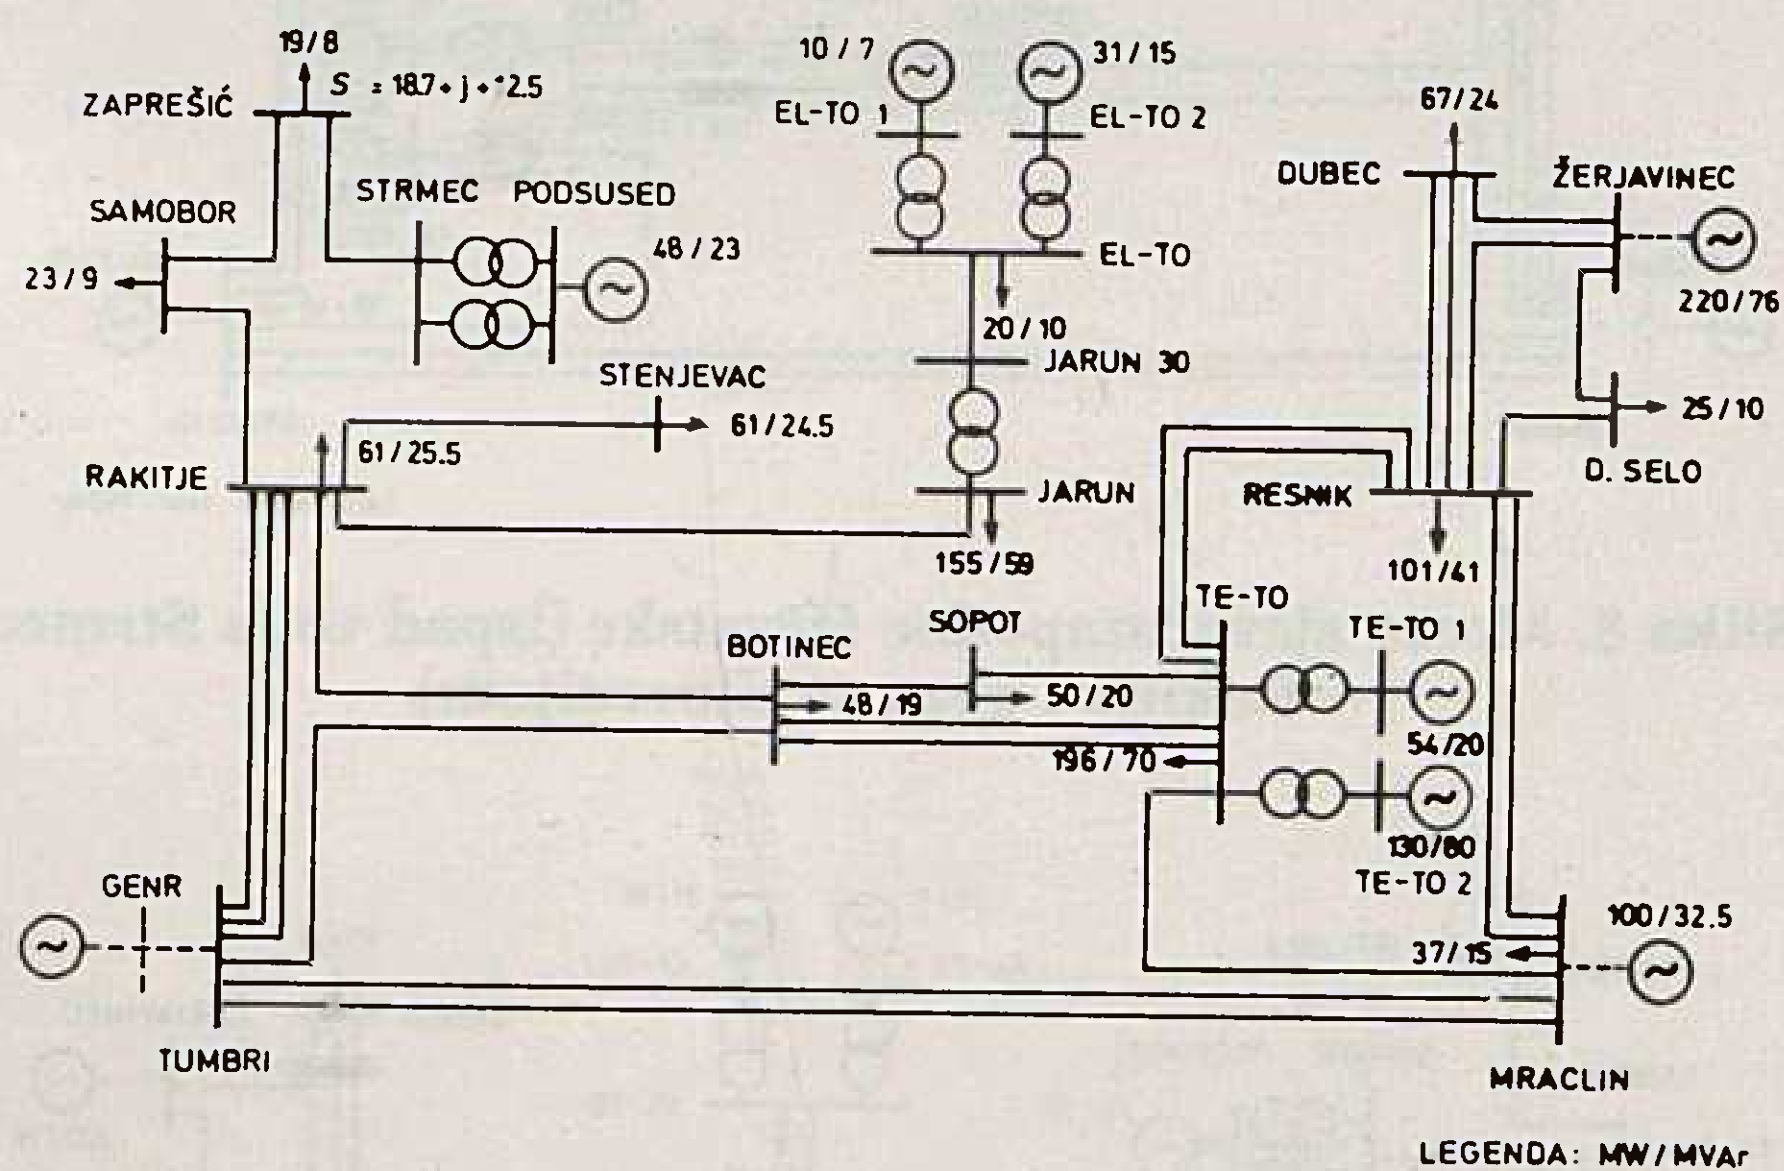 19/8
S = 18.7 + j + 12.5
ZAPREŠIĆ
10/7
31/15
EL-TO 1
EL-TO 2
67/24
DUBEC
ŽERJAVINEC
STRMEC
PODSUSED
SAMOBOR
48/23
EL-TO
23/9
220/76
20/10
JARUN 30
STENJEVAC
61/24.5
25/10
61/25.5
RAKITJE
JARUN
RESNIK
D. SELO
155/59
101/41
TE-TO
SOPOT
TE-TO 1
BOTINEC
48/19
50/20
54/20
196/70
130/80
TE-TO 2
GENR
100/32.5
37/15
TUMBRI
MRACLIN
LEGENDA: MW/MVAr